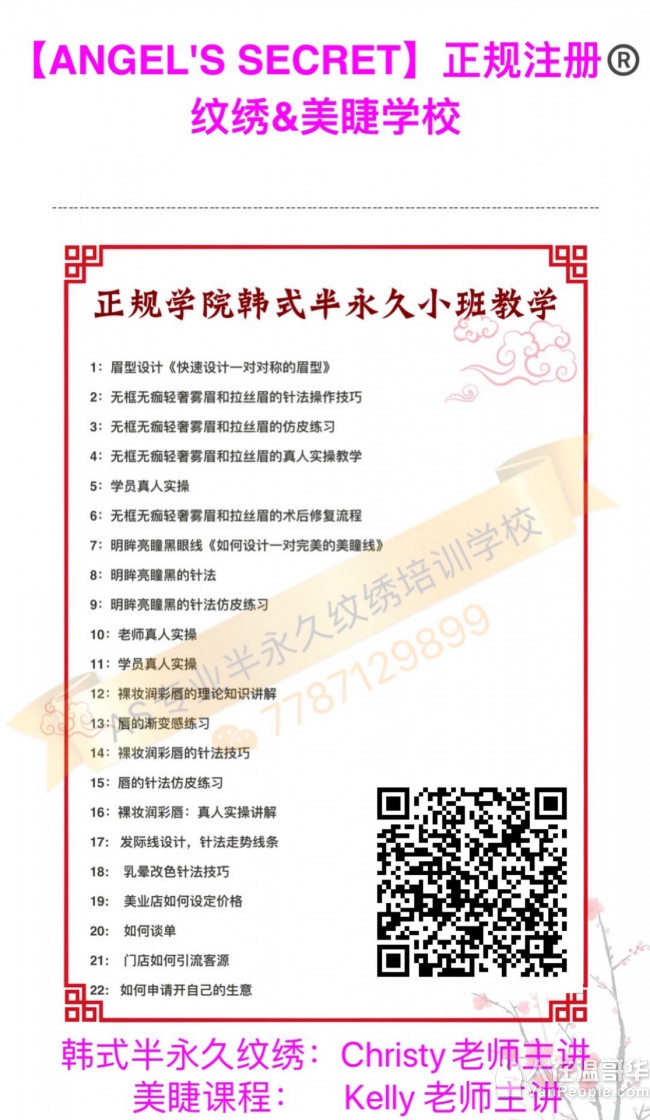 【ANGEL'S SECRET】正规注册®
纹绣&美睫学校
正规学院韩式半永久小班教学
1：眉型设计《快速设计一对对称的眉型》
2：无框无痂轻奢雾眉和拉丝眉的针法操作技巧
3：无框无痂轻奢雾眉和拉丝眉的仿皮练习
4：无框无痂轻奢雾眉和拉丝眉的真人实操教学
5：学员真人实操
6：无框无痂轻奢雾眉和拉丝眉的术后修复流程
7：明眸亮瞳黑眼线《如何设计一对完美的美瞳线》
8：明眸亮瞳黑的针法
9：明眸亮瞳黑的针法仿皮练习
10：老师真人实操
11：学员真人实操
12：裸妆润彩唇的理论知识讲解
13：唇的渐变感练习
14：裸妆润彩唇的针法技巧
15：唇的针法仿皮练习
16：裸妆润彩唇：真人实操讲解
17： 发际线设计，针法走势线条
18： 乳晕改色针法技巧
19： 美业店如何设定价格
20： 如何谈单
21： 门店如何引流客源
22： 如何申请开自己的生意
AS专业半永久纹绣培训学校
7787129899
韩式半永久纹绣：Christy老师主讲
美睫课程： Kelly 老师主讲
人在温哥华
VanPeople.com